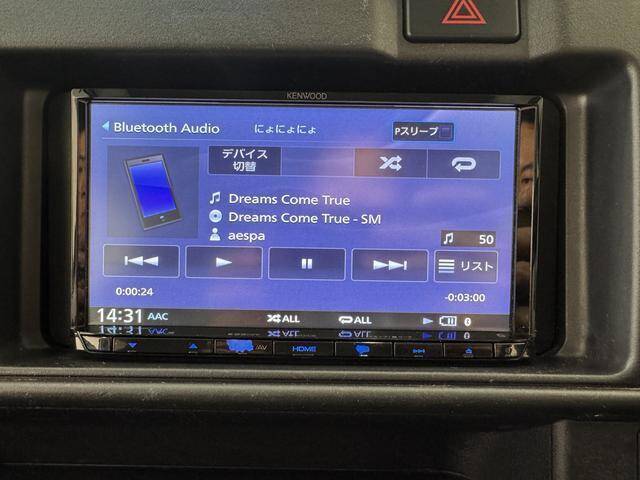 KENWOOD
Bluetooth Audio にょにょにょ Pスリープ
デバイス
切替
Dreams Come True
Dreams Come True - SM
aespa
50
リスト
0:00:24 -0:03:00
14:31 AAC ALL ALL 0
/AV HOME